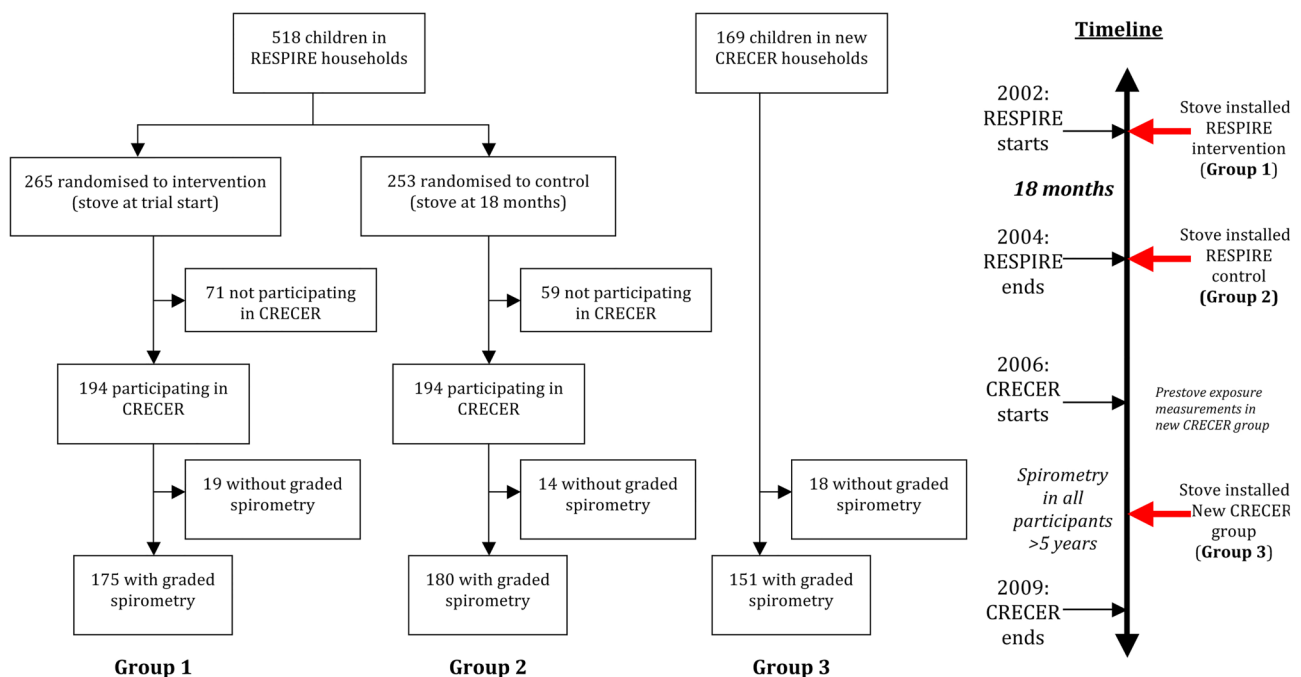 518 children in
RESPIRE households
169 children in new
CRECER households
265 randomised to intervention
(stove at trial start)
253 randomised to control
(stove at 18 months)
71 not participating
in CRECER
59 not participating
in CRECER
194 participating in
CRECER
194 participating in
CRECER
19 without graded
spirometry
14 without graded
spirometry
18 without graded
spirometry
175 with graded
spirometry
180 with graded
spirometry
151 with graded
spirometry
Group 1
Group 2
Group 3
Timeline
2002:
RESPIRE
starts
Stove installed
RESPIRE
intervention
(Group 1)
18 months
2004:
RESPIRE
ends
Stove installed
RESPIRE
control
(Group 2)
2006:
CRECER
starts
Prestove exposure
measurements in
new CRECER group
Spirometry
in all
participants
>5 years
Stove installed
New CRECER
group
(Group 3)
2009:
CRECER
ends